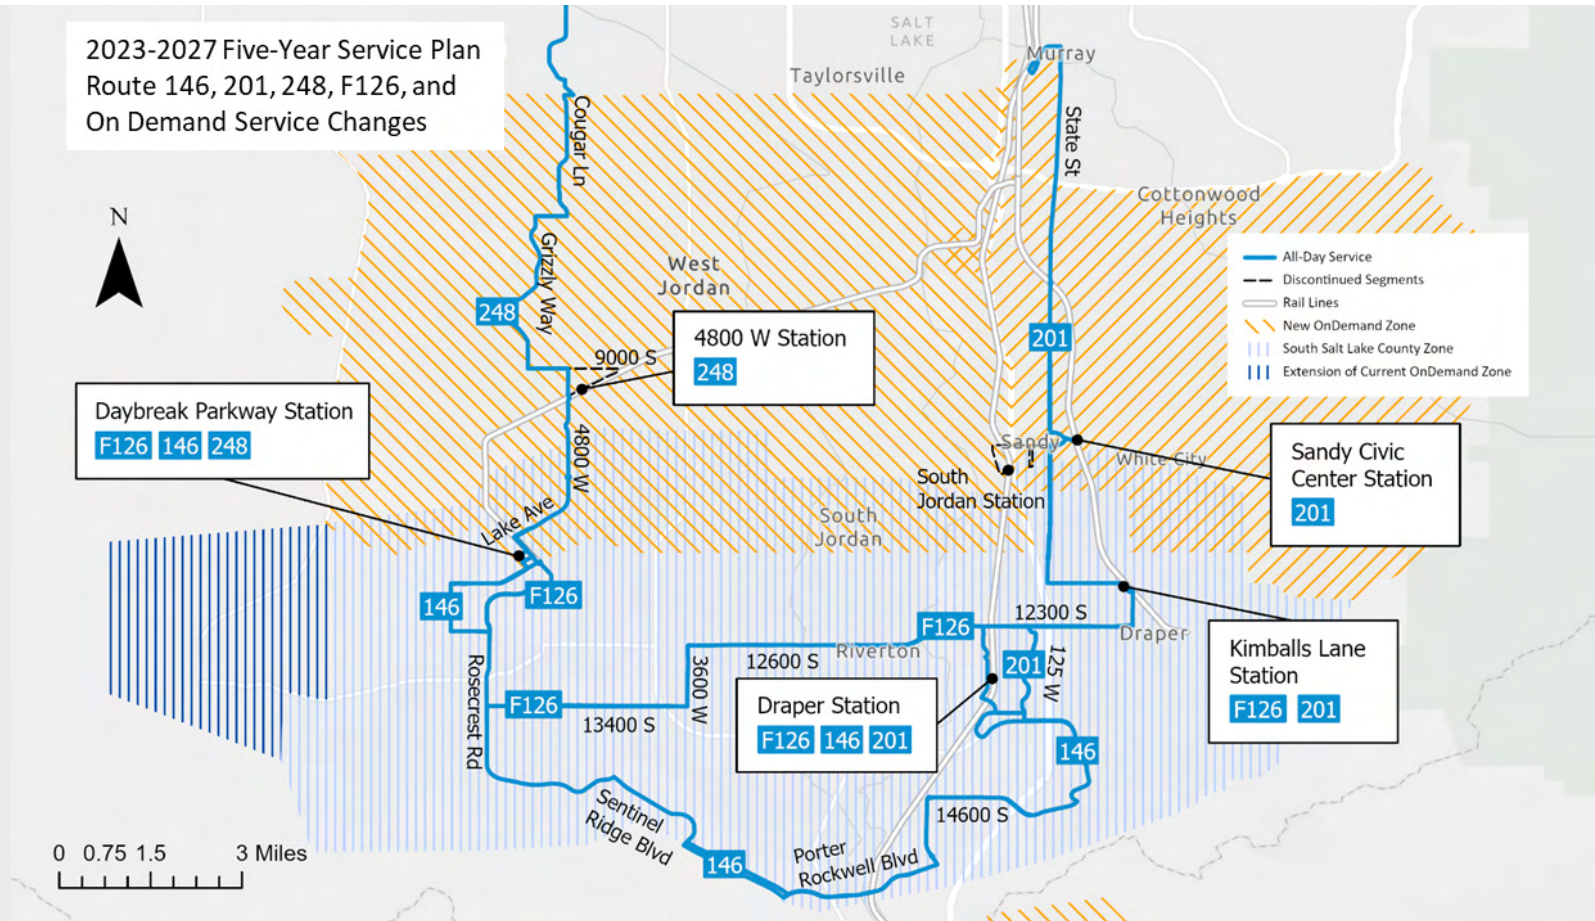 2023-2027 Five-Year Service Plan
Route 146, 201, 248, F126, and
On Demand Service Changes
SALT
LAKE
Murray
Taylorsville
Cougar Ln
State St
Cottonwood
Heights
N
Grizzly Way
West
Jordan
All-Day Service
Discontinued Segments
Rail Lines
New OnDemand Zone
South Salt Lake County Zone
Extension of Current OnDemand Zone
248
201
4800 W Station
248
9000 S
Daybreak Parkway Station
F126 146 248
4800 W
Sandy
White City
Sandy Civic
Center Station
201
South
Jordan Station
Lake Ave
South
Jordan
146
F126
F126
12300 S
Draper
Kimballs Lane
Station
F126 201
Riverton
12600 S
3600 W
201
125 W
Rosecrest Rd
F126
13400 S
Draper Station
F126 146 201
146
Sentinel
Ridge Blvd
14600 S
146
Porter
Rockwell Blvd
0 0.75 1.5 3 Miles